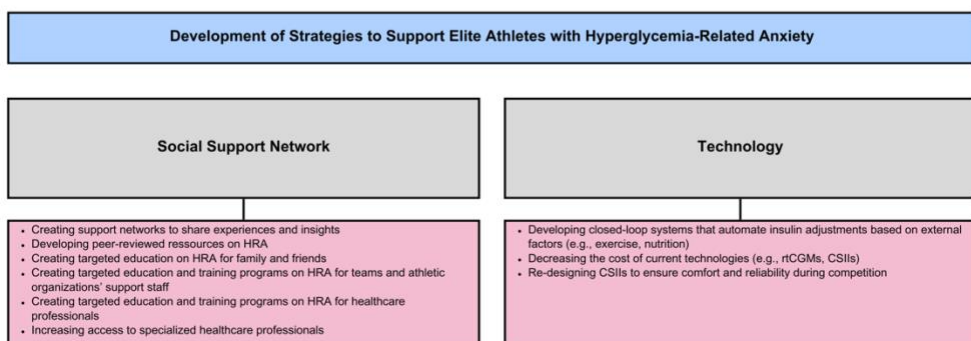 Development of Strategies to Support Elite Athletes with Hyperglycemia-Related Anxiety
Social Support Network
• Creating support networks to share experiences and insights
• Developing peer-reviewed ressources on HRA
• Creating targeted education on HRA for family and friends
• Creating targeted education and training programs on HRA for teams and athletic
organizations' support staff
• Creating targeted education and training programs on HRA for healthcare
professionals
• Increasing access to specialized healthcare professionals
Technology
• Developing closed-loop systems that automate insulin adjustments based on external
factors (e.g., exercise, nutrition)
• Decreasing the cost of current technologies (e.g., rtCGMs, CSIIs)
• Re-designing CSIIs to ensure comfort and reliability during competition